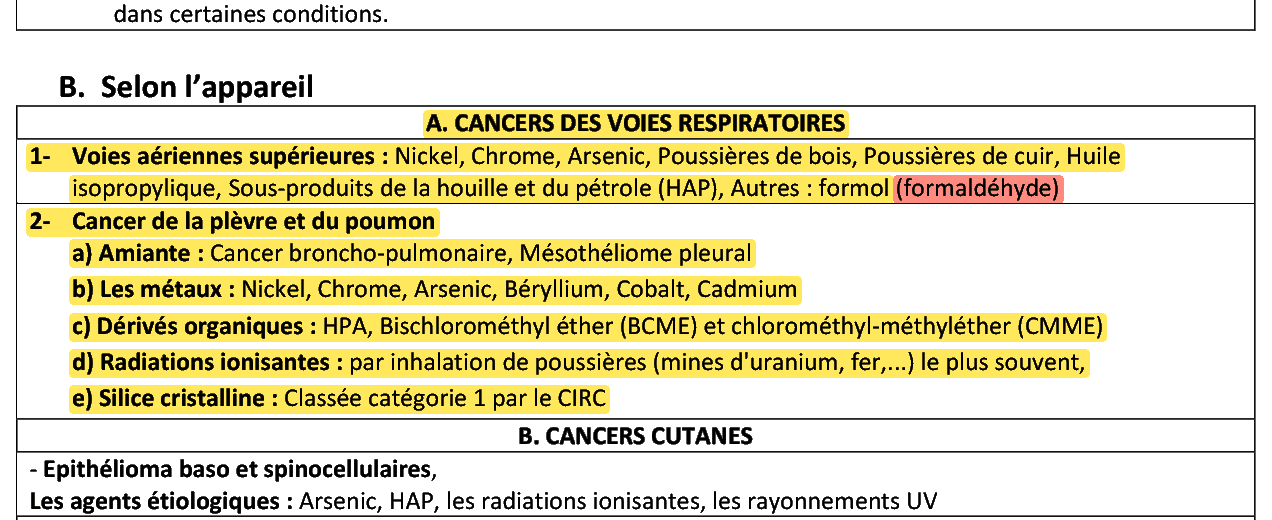 dans certaines conditions.
B. Selon l'appareil
A. CANCERS DES VOIES RESPIRATOIRES
1- Voies aériennes supérieures : Nickel, Chrome, Arsenic, Poussières de bois, Poussières de cuir, Huile
isopropylique, Sous-produits de la houille et du pétrole (HAP), Autres : formol (formaldéhyde)
2- Cancer de la plèvre et du poumon
a) Amiante : Cancer broncho-pulmonaire, Mésothéliome pleural
b) Les métaux : Nickel, Chrome, Arsenic, Béryllium, Cobalt, Cadmium
c) Dérivés organiques : HPA, Bischlorométhyl éther (BCME) et chlorométhyl-méthyléther (CMME)
d) Radiations ionisantes : par inhalation de poussières (mines d'uranium, fer,...) le plus souvent,
e) Silice cristalline : Classée catégorie 1 par le CIRC
B. CANCERS CUTANES
- Epithélioma baso et spinocellulaires,
Les agents étiologiques : Arsenic, HAP, les radiations ionisantes, les rayonnements UV